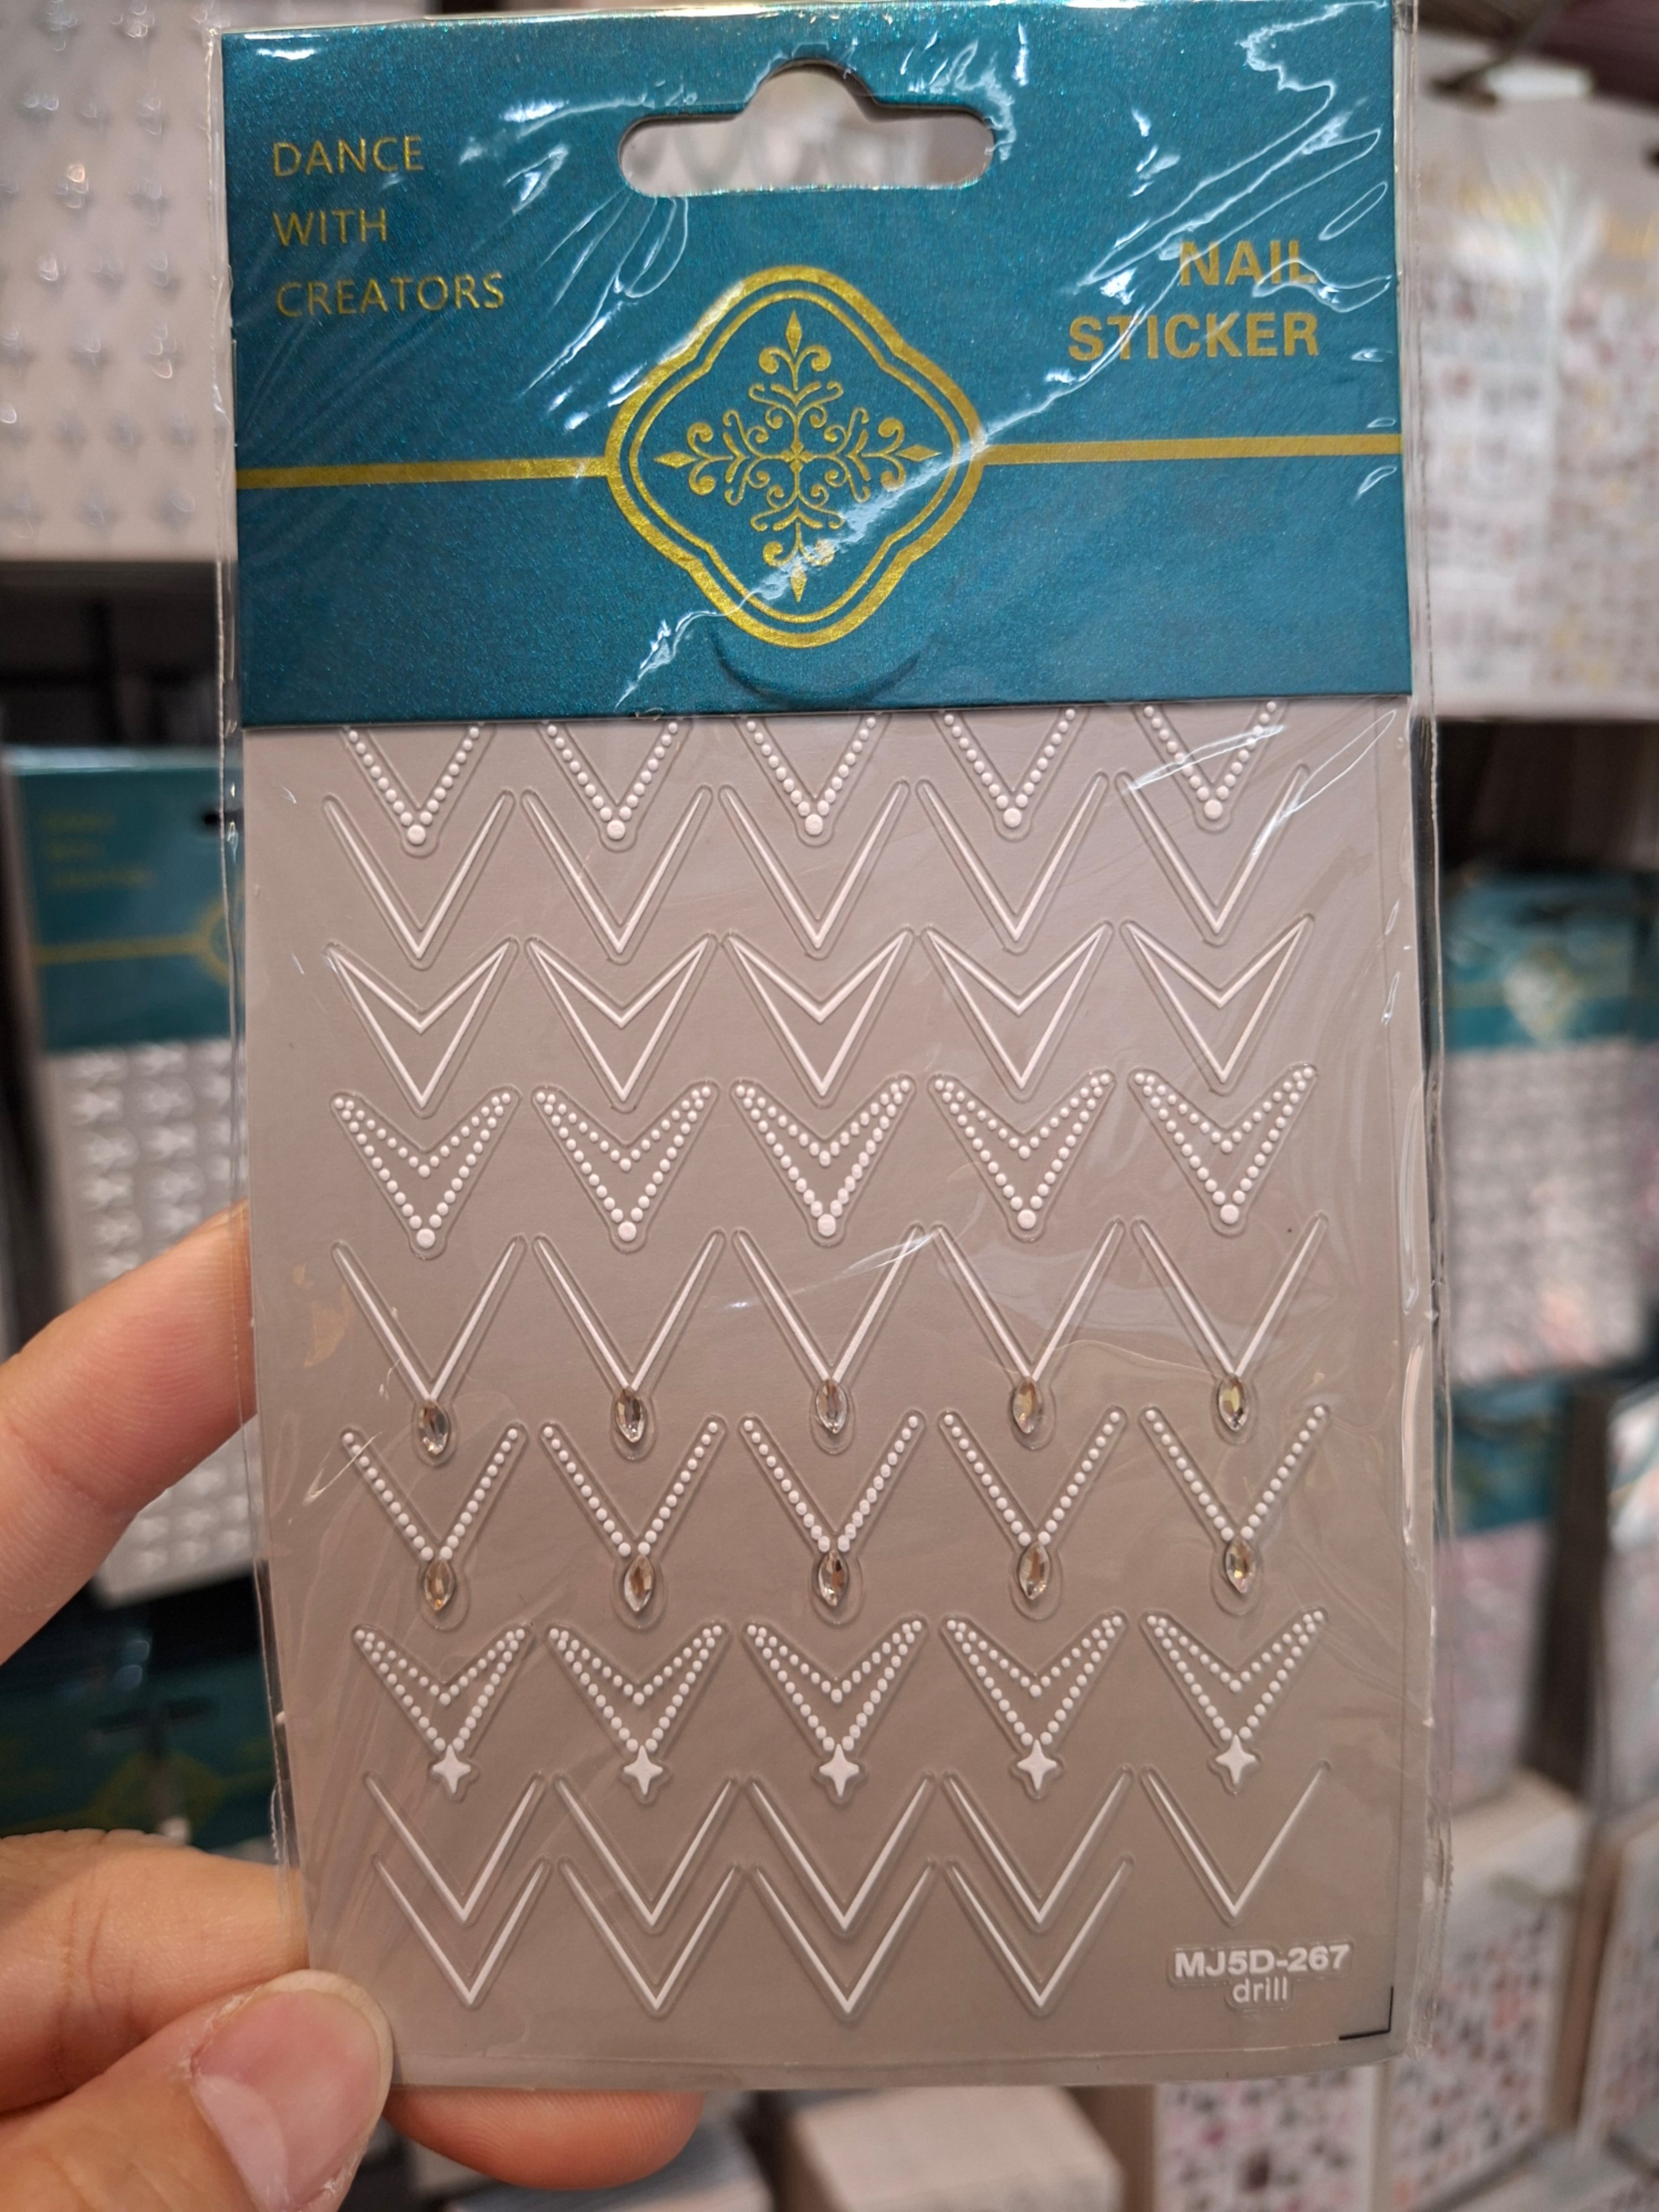 DANCE
WITH
CREATORS
NAIL
STICKER
MJ5D-267
drill